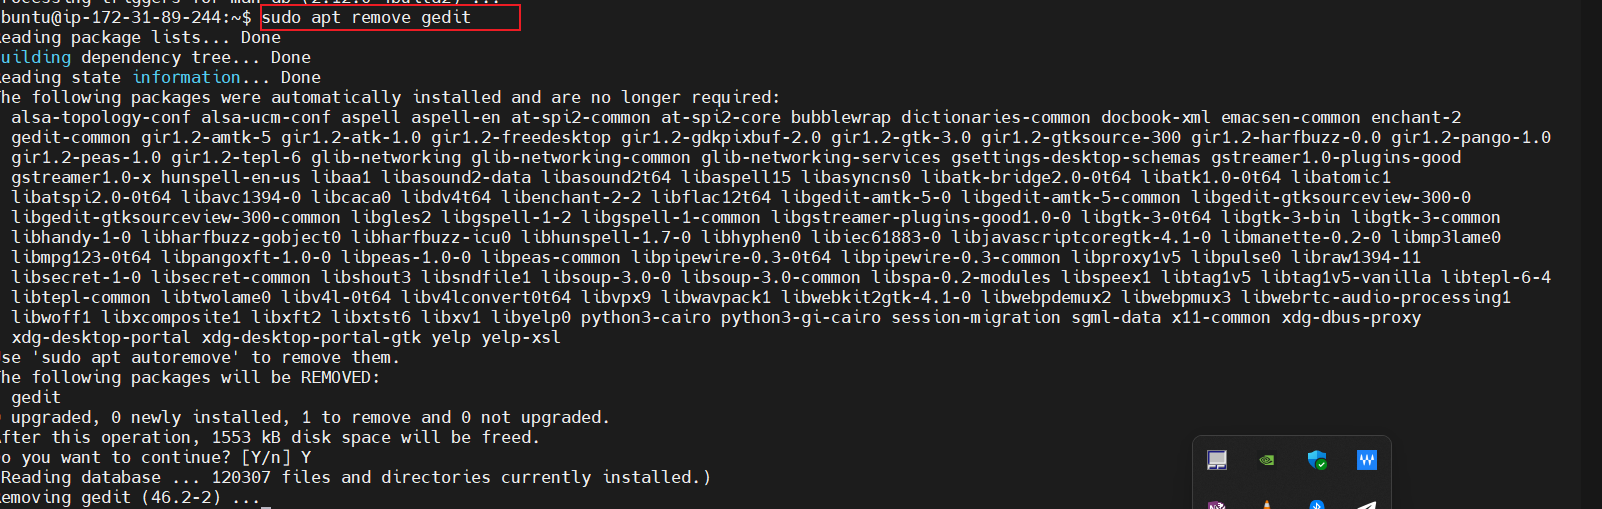 processing triggers for man-db (2.12.0-4build2) ...
ubuntu@ip-172-31-89-244:~$ sudo apt remove gedit
eading package lists... Done
uilding dependency tree... Done
eading state information... Done
he following packages were automatically installed and are no longer required:
alsa-topology-conf alsa-ucm-conf aspell aspell-en at-spi2-common at-spi2-core bubblewrap dictionaries-common docbook-xml emacsen-common enchant-2
gedit-common gir1.2-amtk-5 gir1.2-atk-1.0 gir1.2-freedesktop gir1.2-gdkpixbuf-2.0 gir1.2-gtk-3.0 gir1.2-gtksource-300 gir1.2-harfbuzz-0.0 gir1.2-pango-1.0
gir1.2-peas-1.0 gir1.2-tepl-6 glib-networking glib-networking-common glib-networking-services gsettings-desktop-schemas gstreamer1.0-plugins-good
gstreamer1.0-x hunspell-en-us libaa1 libasound2-data libasound2t64 libaspell15 libasyncns0 libatk-bridge2.0-0t64 libatk1.0-0t64 libatomic1
libatspi2.0-0t64 libavc1394-0 libcaca0 libdv4t64 libenchant-2-2 libflac12t64 libgedit-amtk-5-0 libgedit-amtk-5-common libgedit-gtksourceview-300-0
libgedit-gtksourceview-300-common libgles2 libgspell-1-2 libgspell-1-common libgstreamer-plugins-good1.0-0 libgtk-3-0t64 libgtk-3-bin libgtk-3-common
libhandy-1-0 libharfbuzz-gobject0 libharfbuzz-icu0 libhunspell-1.7-0 libhyphen0 libiec61883-0 libjavascriptcoregtk-4.1-0 libmanette-0.2-0 libmp3lame0
libmpg123-0t64 libpangoxft-1.0-0 libpeas-1.0-0 libpeas-common libpipewire-0.3-0t64 libpipewire-0.3-common libproxy1v5 libpulse0 libraw1394-11
libsecret-1-0 libsecret-common libshout3 libsndfile1 libsoup-3.0-0 libsoup-3.0-common libspa-0.2-modules libspeex1 libtag1v5 libtag1v5-vanilla libtepl-6-4
libtepl-common libtwolame0 libv4l-0t64 libv4lconvert0t64 libvpx9 libwavpack1 libwebkit2gtk-4.1-0 libwebpdemux2 libwebpmux3 libwebrtc-audio-processing1
libwoff1 libxcomposite1 libxft2 libxtst6 libxv1 libyelp0 python3-cairo python3-gi-cairo session-migration sgml-data x11-common xdg-dbus-proxy
xdg-desktop-portal xdg-desktop-portal-gtk yelp yelp-xsl
se 'sudo apt autoremove' to remove them.
he following packages will be REMOVED:
gedit
upgraded, 0 newly installed, 1 to remove and 0 not upgraded.
fter this operation, 1553 kB disk space will be freed.
o you want to continue? [Y/n] Y
Reading database ... 120307 files and directories currently installed.)
emoving gedit (46.2-2) ...